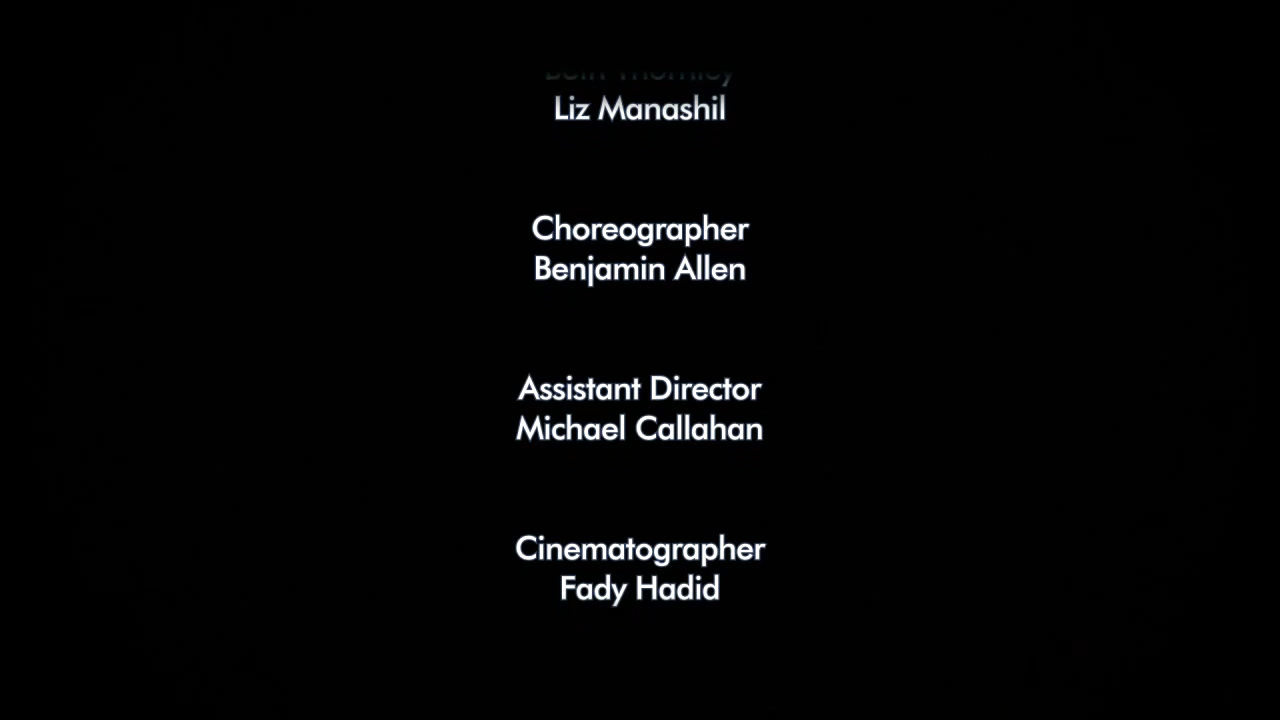 Liz Manashil
Choreographer
Benjamin Allen
Assistant Director
Michael Callahan
Cinematographer
Fady Hadid